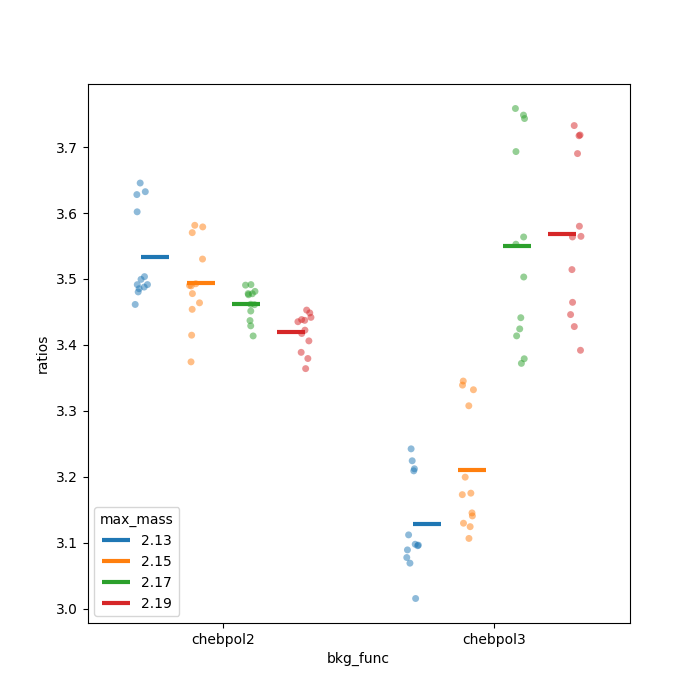 3.7
3.6
3.5
3.4
3.3
3.2
3.1
3.0
ratios
max_mass
2.13
2.15
2.17
2.19
chebpol2
chebpol3
bkg_func